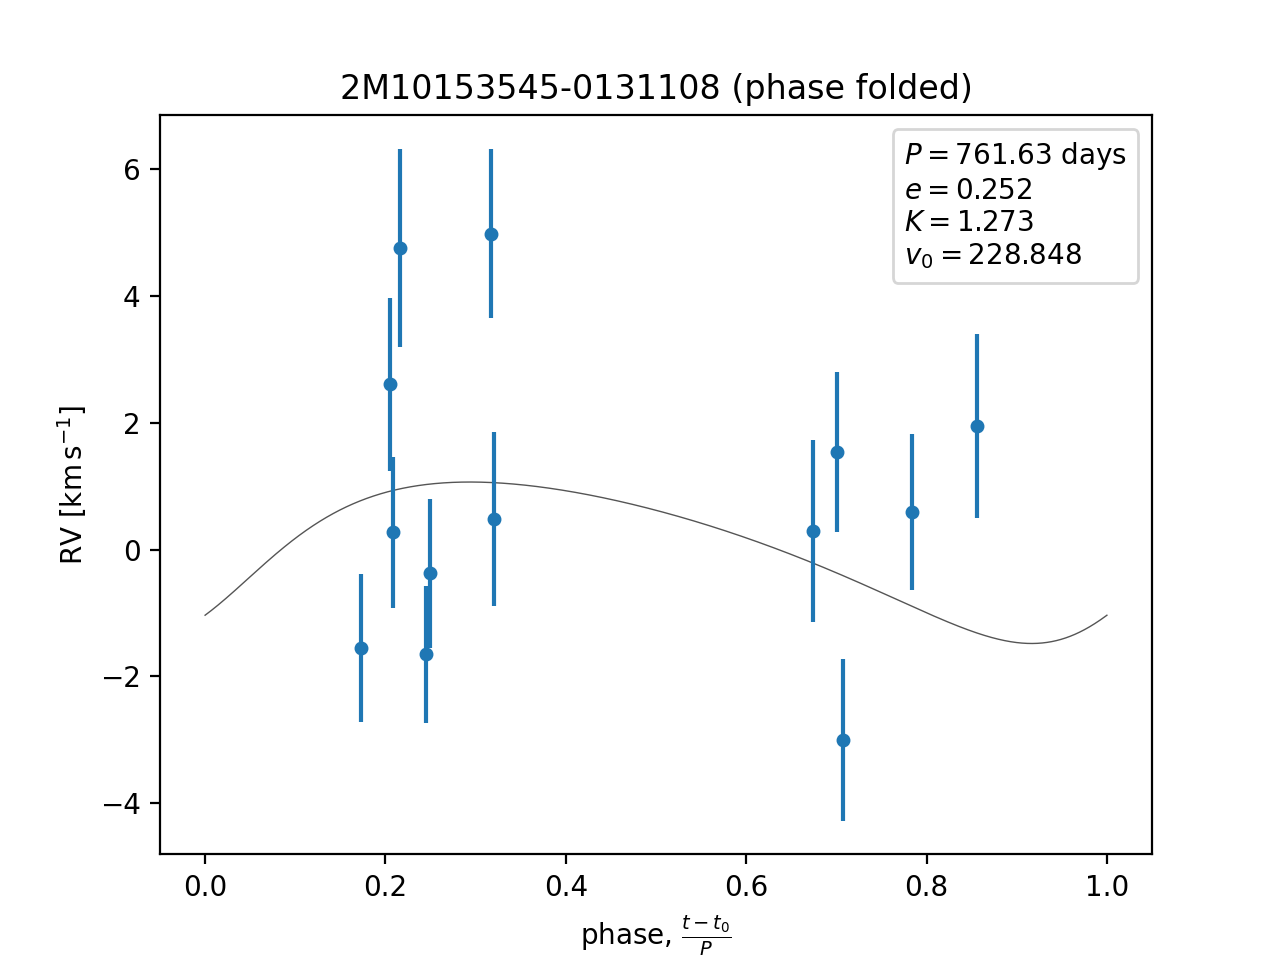 2M10153545-0131108 (phase folded)
P = 761.63 days
e = 0.252
K = 1.273
v₀ = 228.848
RV [km s⁻¹]
6
4
2
0
−2
−4
0.0 0.2 0.4 0.6 0.8 1.0
phase, (t − t₀)/P